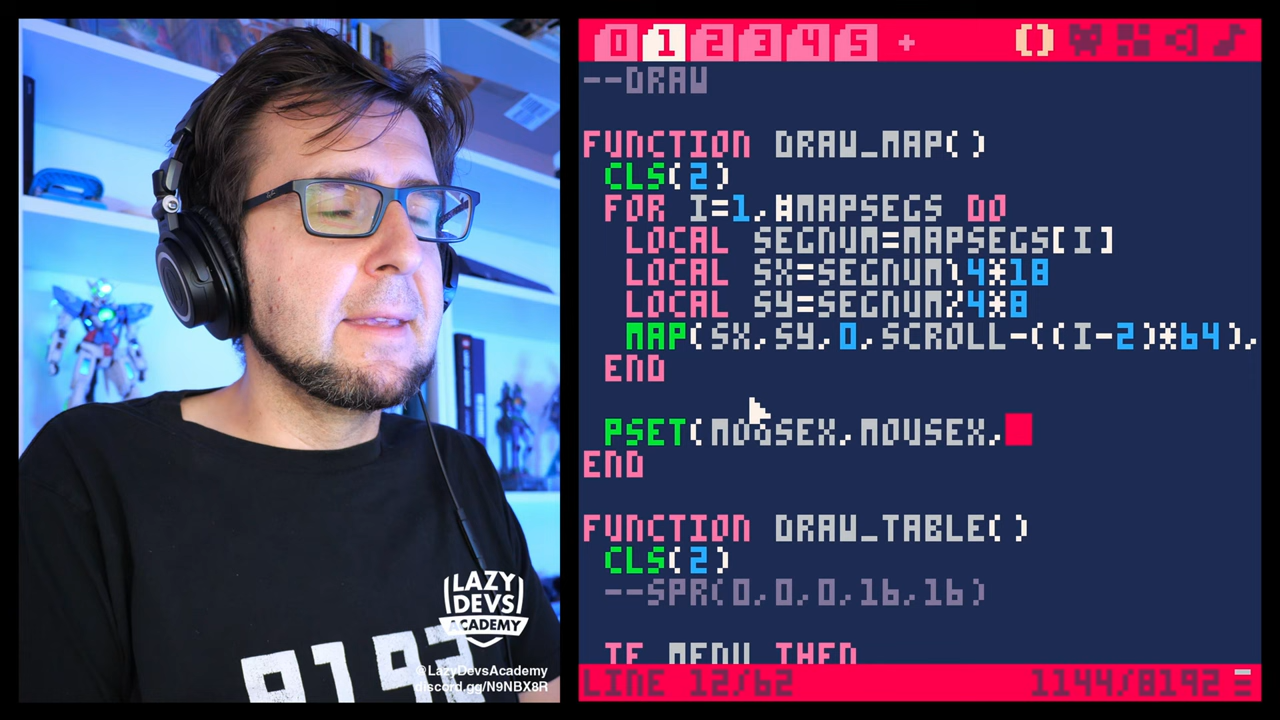 0 1 2 3 4 5 +
--DRAW
FUNCTION DRAW_MAP()
CLS(2)
FOR I=1,#MAPSEGS DO
LOCAL SEGNUM=MAPSEGS[I]
LOCAL SX=SEGNUM\4*18
LOCAL SY=SEGNUM%4*8
MAP(SX,SY,0,SCROLL-((I-2)*64),
END
PSET(MOUSEX,MOUSEX,
END
FUNCTION DRAW_TABLE()
CLS(2)
--SPR(0,0,0,16,16)
IF MENU THEN
LINE 12/62
1144/8192
LAZY
DEVS
ACADEMY
@LazyDevsAcademy
discord.gg/N9NBX8R